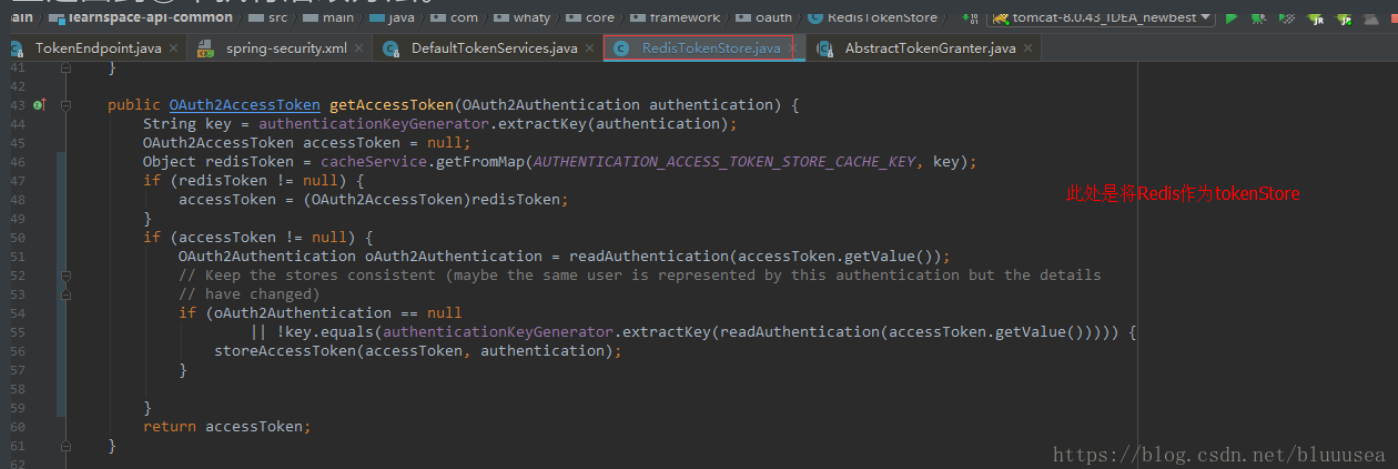 learnspace-api-common 〉 src 〉 main 〉 java 〉 com 〉 whaty 〉 core 〉 framework 〉 oauth 〉 RedisTokenStore 〉 tomcat-8.0.43_IDEA_newbest
TokenEndpoint.java × spring-security.xml × DefaultTokenServices.java × RedisTokenStore.java × AbstractTokenGranter.java ×
41 }
42
43 public OAuth2AccessToken getAccessToken(OAuth2Authentication authentication) {
44 String key = authenticationKeyGenerator.extractKey(authentication);
45 OAuth2AccessToken accessToken = null;
46 Object redisToken = cacheService.getFromMap(AUTHENTICATION_ACCESS_TOKEN_STORE_CACHE_KEY, key);
47 if (redisToken != null) {
此处是将Redis作为tokenStore
48 accessToken = (OAuth2AccessToken)redisToken;
49 }
50 if (accessToken != null) {
51 OAuth2Authentication oAuth2Authentication = readAuthentication(accessToken.getValue());
52 // Keep the stores consistent (maybe the same user is represented by this authentication but the details
53 // have changed)
54 if (oAuth2Authentication == null
55 || !key.equals(authenticationKeyGenerator.extractKey(readAuthentication(accessToken.getValue())))) {
56 storeAccessToken(accessToken, authentication);
57 }
58
59 }
60 return accessToken;
61 }
62
https://blog.csdn.net/bluuusea